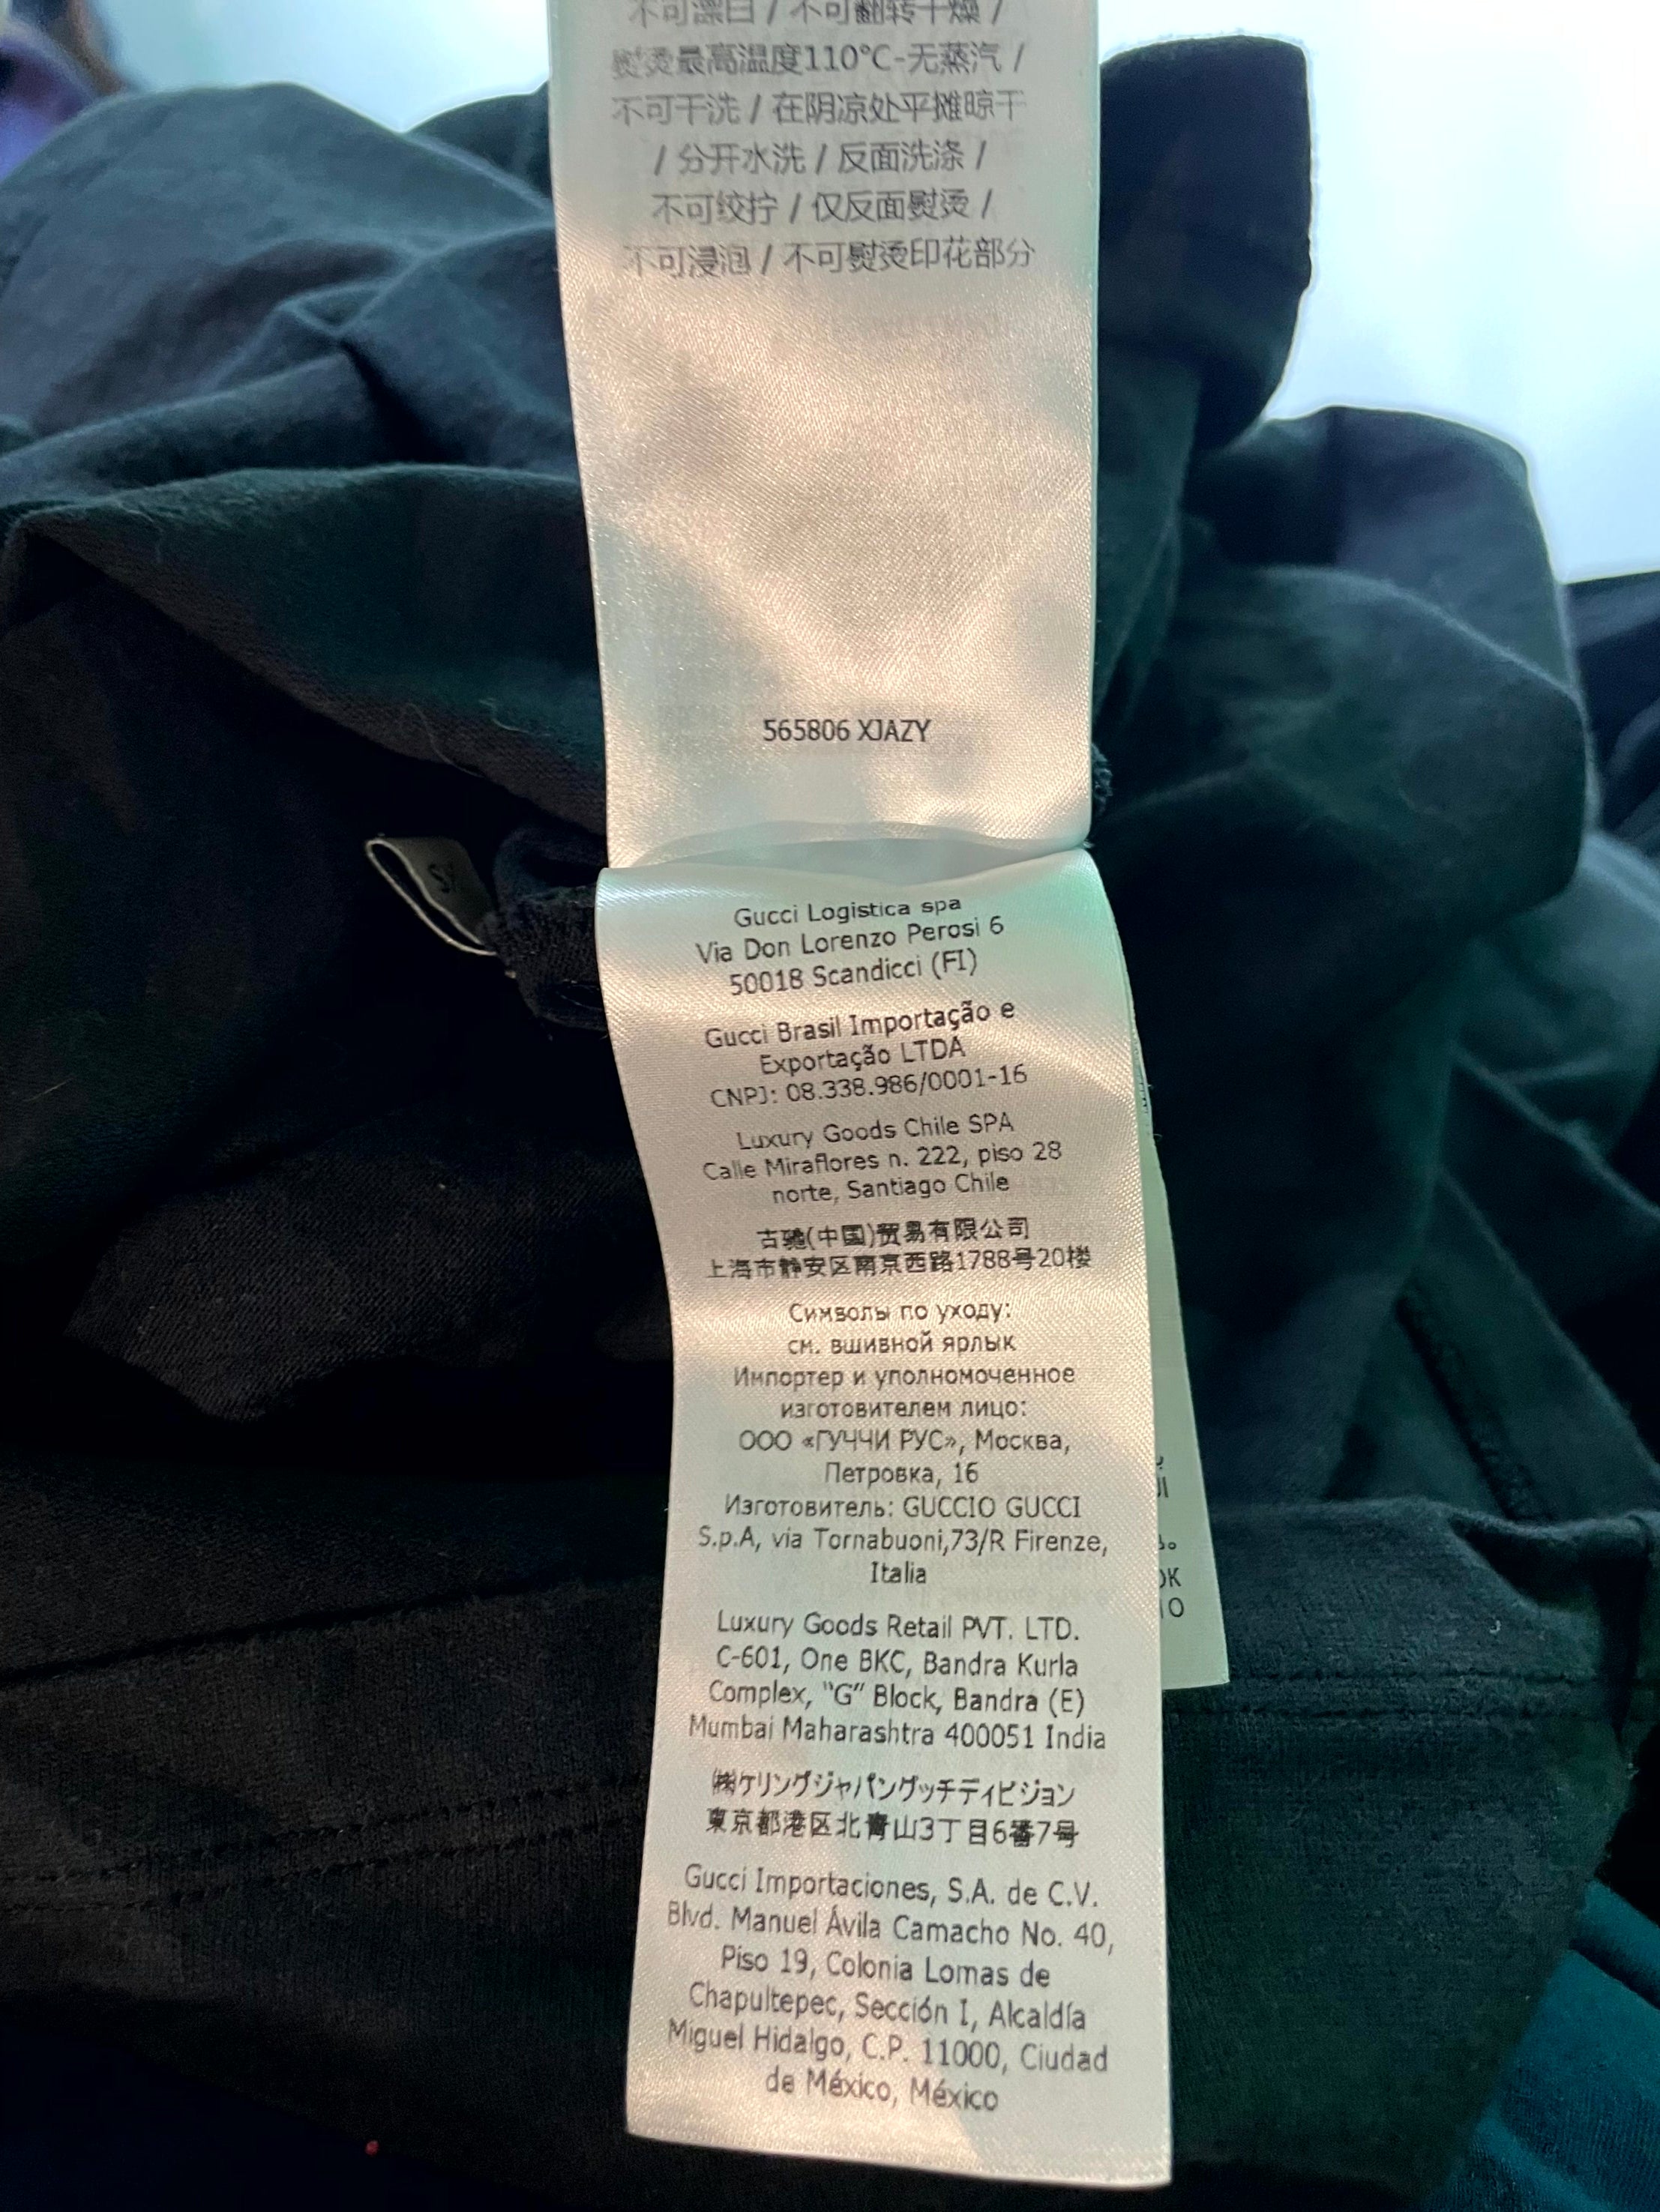 不可漂白 / 不可翻转干燥 /
熨烫最高温度110°C-无蒸汽 /
不可干洗 / 在阴凉处平摊晾干
/ 分开水洗 / 反面洗涤 /
不可绞拧 / 仅反面熨烫 /
不可浸泡 / 不可熨烫印花部分
565806 XJAZY
Gucci Logistica spa
Via Don Lorenzo Perosi 6
50018 Scandicci (FI)
Gucci Brasil Importação e
Exportação LTDA
CNPJ: 08.338.986/0001-16
Luxury Goods Chile SPA
Calle Miraflores n. 222, piso 28
norte, Santiago Chile
古驰(中国)贸易有限公司
上海市静安区南京西路1788号20楼
Символы по уходу:
см. вшивной ярлык
Импортер и уполномоченное
изготовителем лицо:
ООО «ГУЧЧИ РУС», Москва,
Петровка, 16
Изготовитель: GUCCIO GUCCI
S.p.A, via Tornabuoni,73/R Firenze,
Italia
Luxury Goods Retail PVT. LTD.
C-601, One BKC, Bandra Kurla
Complex, "G" Block, Bandra (E)
Mumbai Maharashtra 400051 India
㈱ケリングジャパングッチディビジョン
東京都港区北青山3丁目6番7号
Gucci Importaciones, S.A. de C.V.
Blvd. Manuel Ávila Camacho No. 40,
Piso 19, Colonia Lomas de
Chapultepec, Sección I, Alcaldía
Miguel Hidalgo, C.P. 11000, Ciudad
de México, México